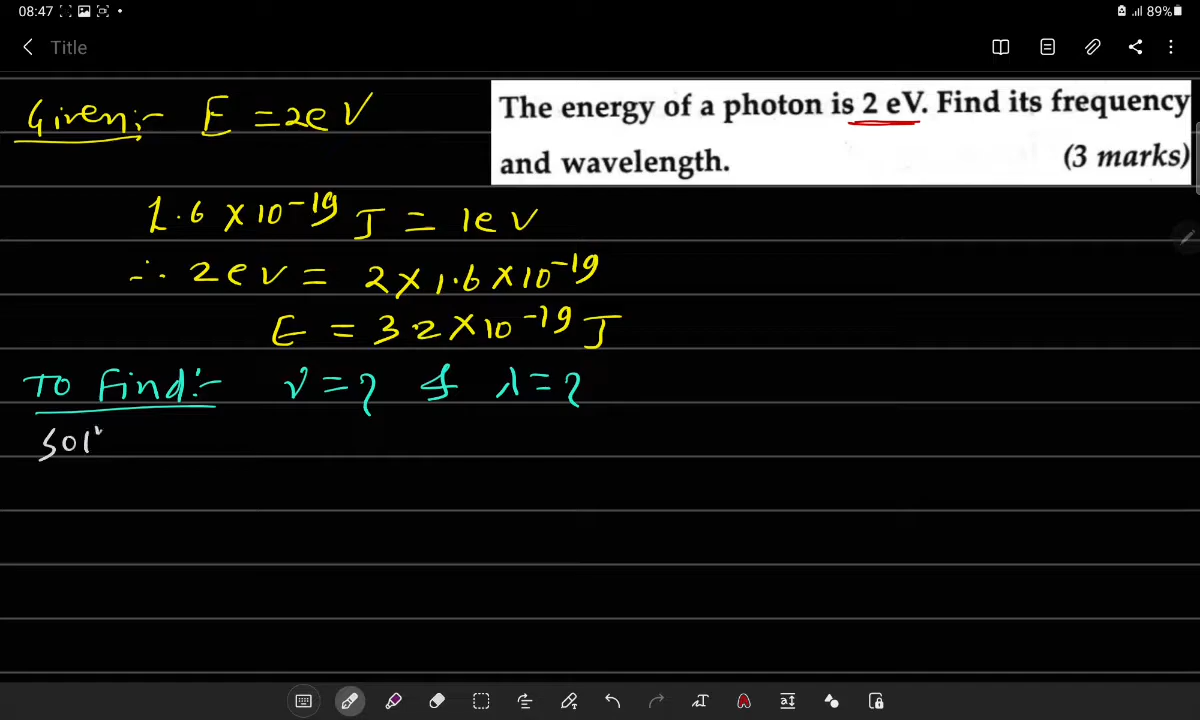 08:47
89%
Title
Given:- E = 2eV
The energy of a photon is 2 eV. Find its frequency
and wavelength. (3 marks)
1.6 × 10⁻¹⁹ J = 1eV
∴ 2eV = 2 × 1.6 × 10⁻¹⁹
E = 3.2 × 10⁻¹⁹ J
To Find:- ν = ? & λ = ?
Solⁿ